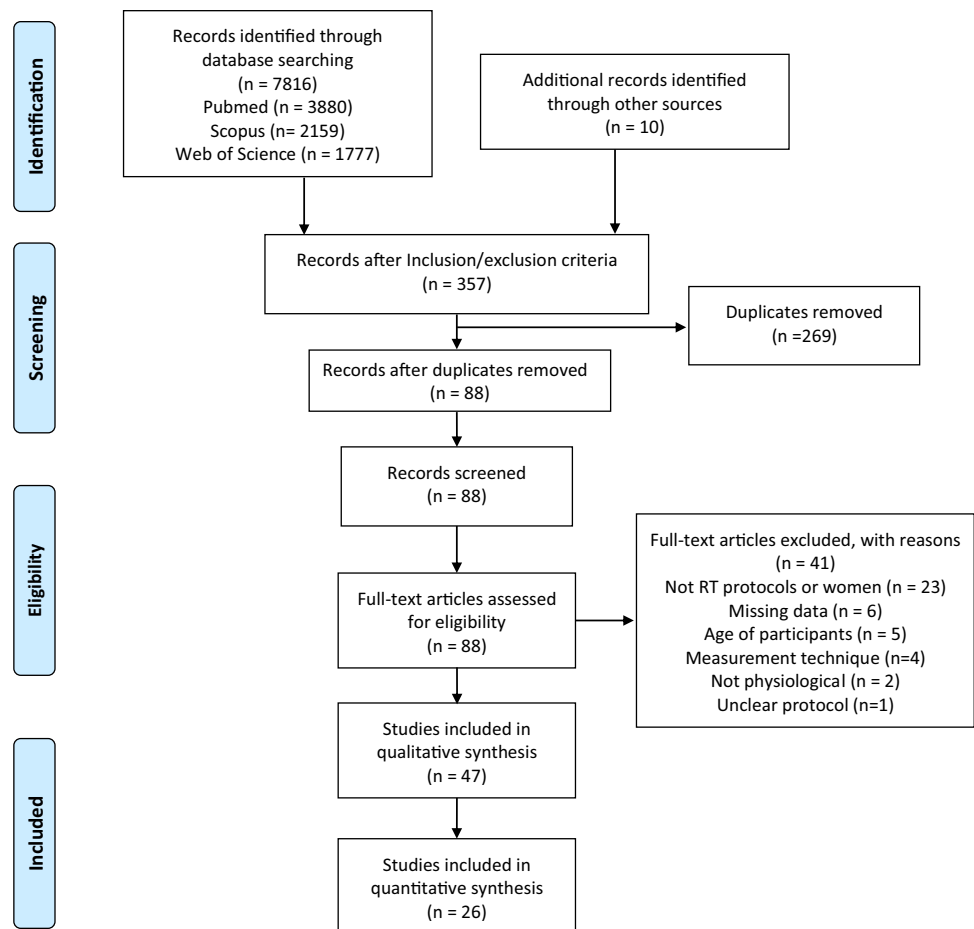 Identification
Records identified through
database searching
(n = 7816)
Pubmed (n = 3880)
Scopus (n= 2159)
Web of Science (n = 1777)
Additional records identified
through other sources
(n = 10)
Screening
Records after Inclusion/exclusion criteria
(n = 357)
Duplicates removed
(n =269)
Records after duplicates removed
(n = 88)
Records screened
(n = 88)
Eligibility
Full-text articles assessed
for eligibility
(n = 88)
Full-text articles excluded, with reasons
(n = 41)
Not RT protocols or women (n = 23)
Missing data (n = 6)
Age of participants (n = 5)
Measurement technique (n=4)
Not physiological (n = 2)
Unclear protocol (n=1)
Included
Studies included in
qualitative synthesis
(n = 47)
Studies included in
quantitative synthesis
(n = 26)